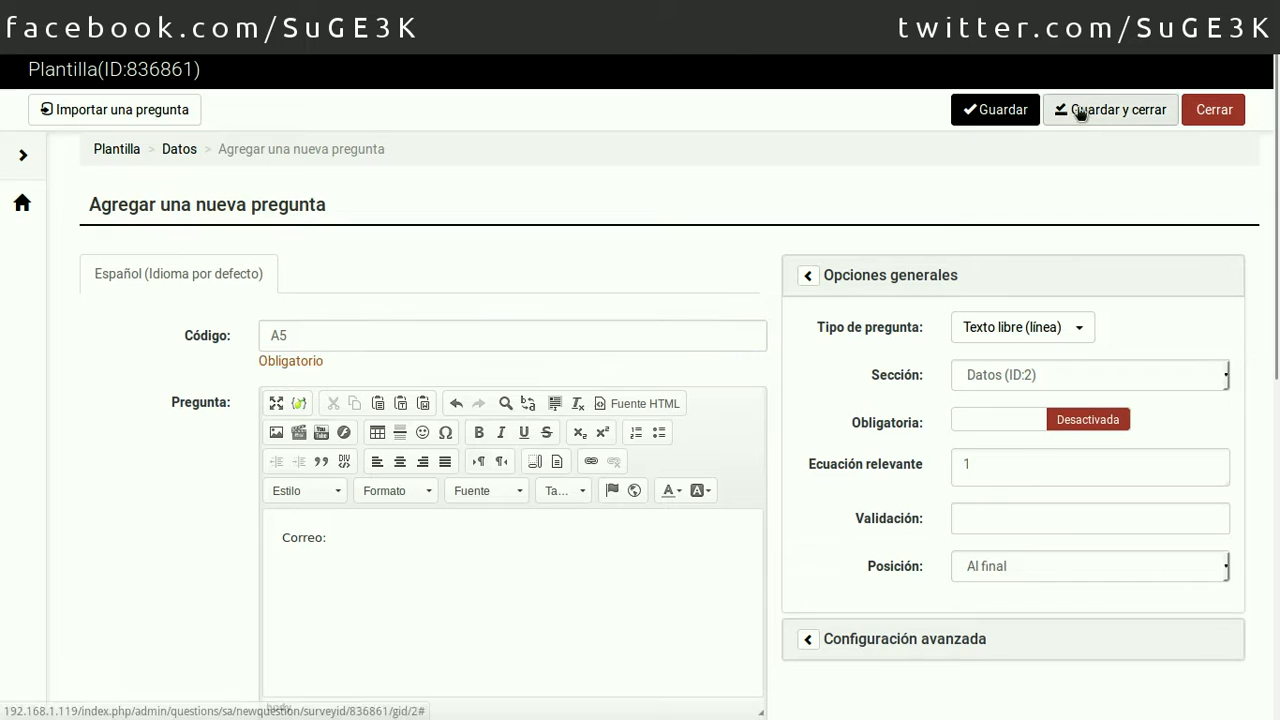 facebook.com/SuGE3K twitter.com/SuGE3K
Plantilla(ID:836861)
Importar una pregunta Guardar Guardar y cerrar Cerrar
Plantilla > Datos > Agregar una nueva pregunta
Agregar una nueva pregunta
Español (Idioma por defecto)
Código: A5
Obligatorio
Pregunta:
Fuente HTML
Estilo Formato Fuente Ta...
Correo:
Opciones generales
Tipo de pregunta: Texto libre (línea)
Sección: Datos (ID:2)
Obligatoria: Desactivada
Ecuación relevante 1
Validación:
Posición: Al final
Configuración avanzada
192.168.1.119/index.php/admin/questions/sa/newquestion/surveyid/836861/gid/2#